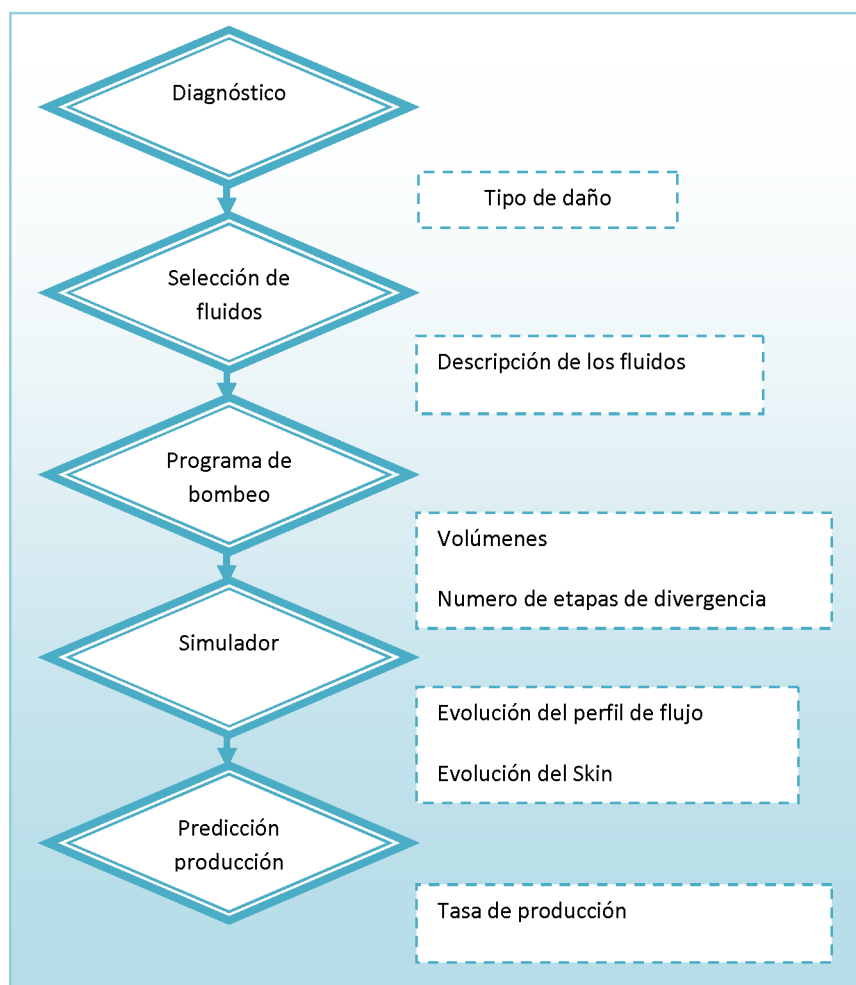 Diagnóstico
Tipo de daño
Selección de
fluidos
Descripción de los fluidos
Programa de
bombeo
Volúmenes
Numero de etapas de divergencia
Simulador
Evolución del perfil de flujo
Evolución del Skin
Predicción
producción
Tasa de producción